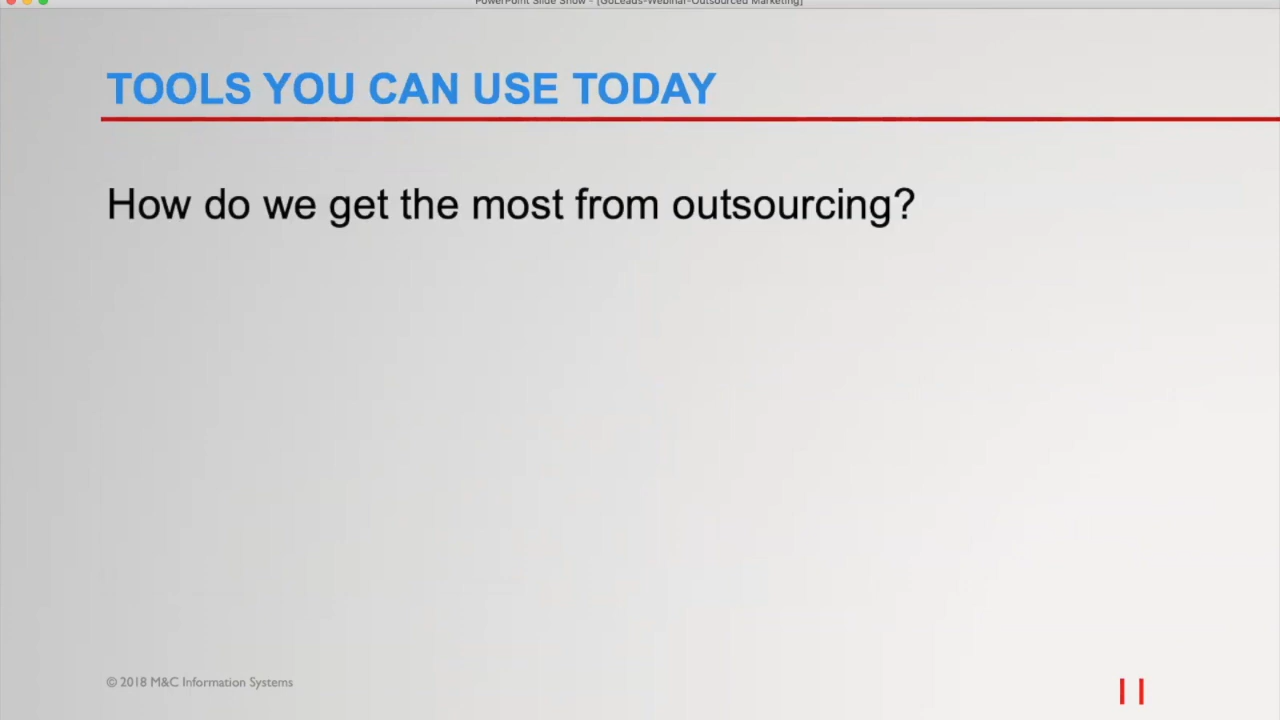 PowerPoint Slide Show - [GoLeads-Webinar-Outsourced Marketing]
TOOLS YOU CAN USE TODAY
How do we get the most from outsourcing?
© 2018 M&C Information Systems
11